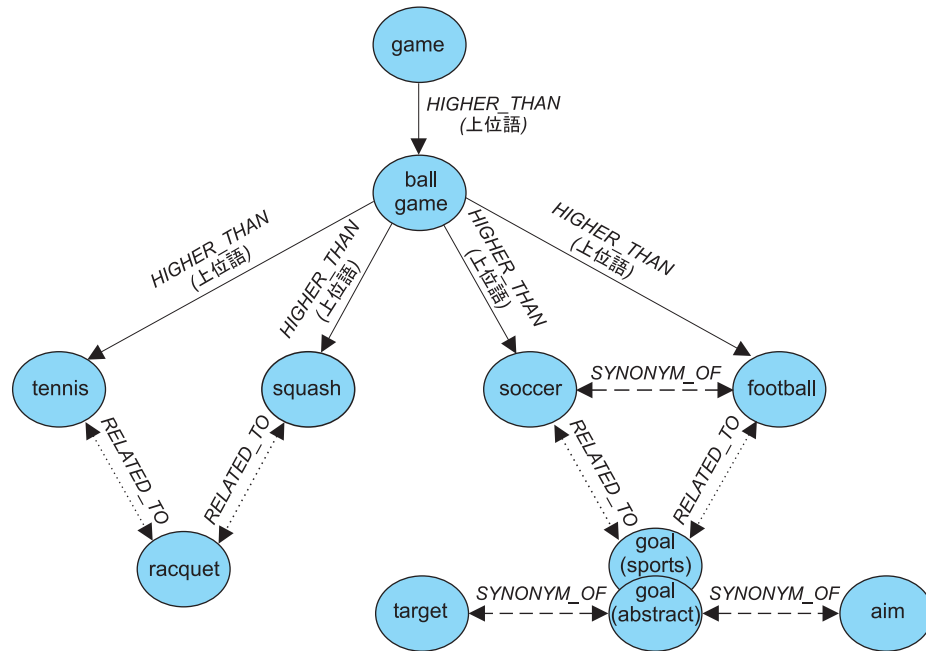 game
HIGHER_THAN
(上位語)
ball
game
HIGHER_THAN
(上位語)
HIGHER_THAN
(上位語)
HIGHER_THAN
(上位語)
HIGHER_THAN
(上位語)
tennis
squash
soccer
SYNONYM_OF
football
RELATED_TO
RELATED_TO
RELATED_TO
RELATED_TO
racquet
goal
(sports)
target
SYNONYM_OF
goal
(abstract)
SYNONYM_OF
aim